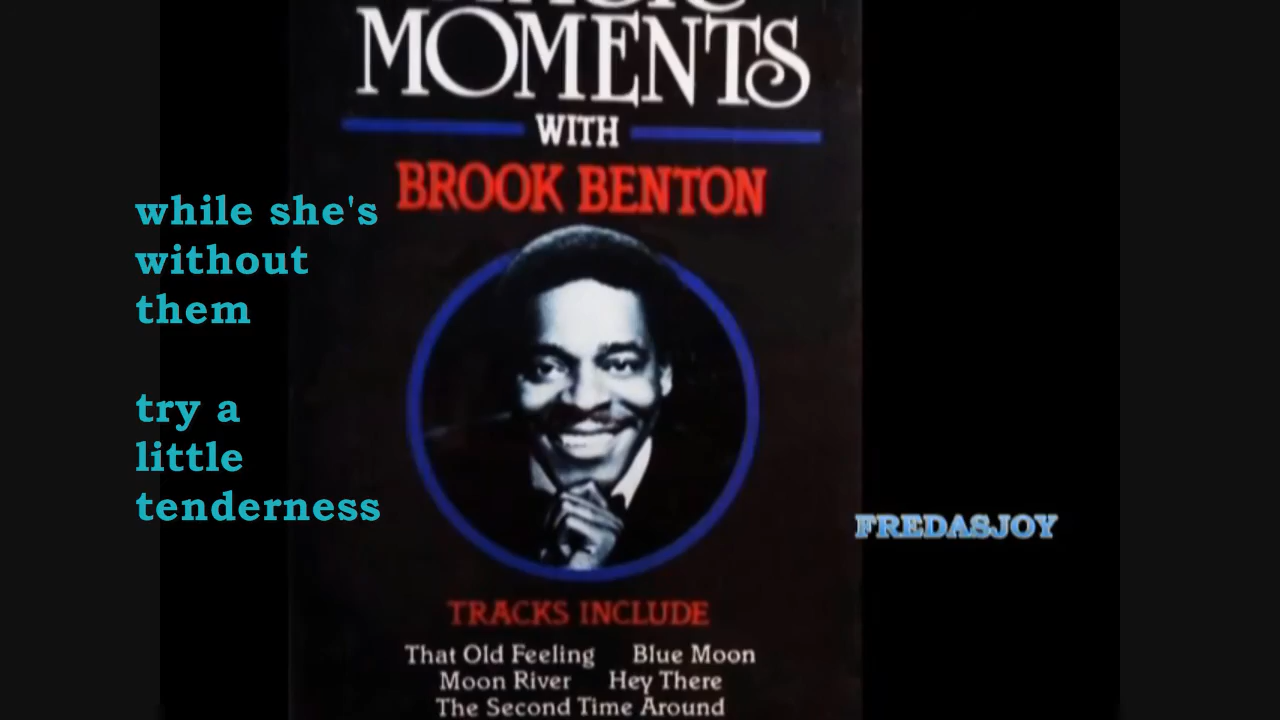 MOMENTS
WITH
BROOK BENTON
while she's
without
them
try a
little
tenderness
FREDASJOY
TRACKS INCLUDE
That Old Feeling Blue Moon
Moon River Hey There
The Second Time Around